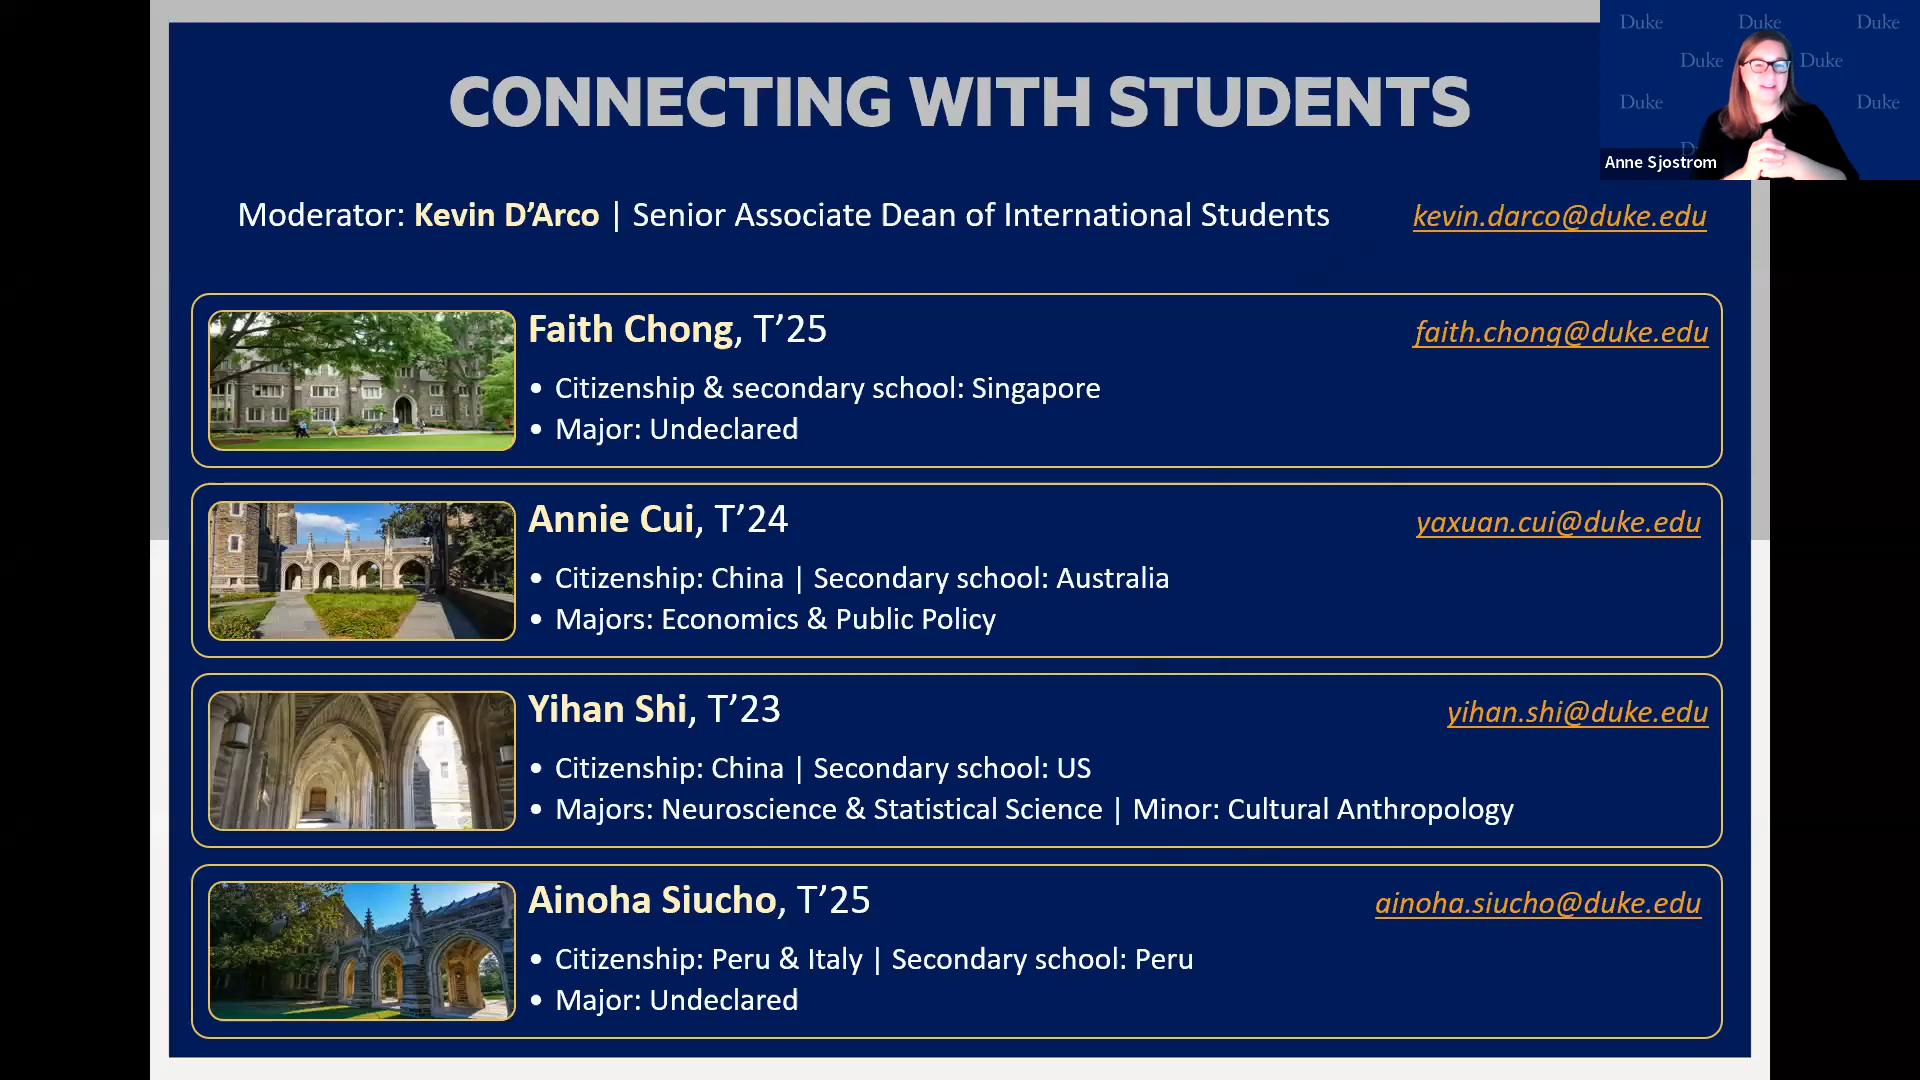 CONNECTING WITH STUDENTS
Duke Duke Duke
Duke Duke
Duke Duke
Anne Sjostrom
Moderator: Kevin D’Arco | Senior Associate Dean of International Students kevin.darco@duke.edu
Faith Chong, T’25 faith.chong@duke.edu
• Citizenship & secondary school: Singapore
• Major: Undeclared
Annie Cui, T’24 yaxuan.cui@duke.edu
• Citizenship: China | Secondary school: Australia
• Majors: Economics & Public Policy
Yihan Shi, T’23 yihan.shi@duke.edu
• Citizenship: China | Secondary school: US
• Majors: Neuroscience & Statistical Science | Minor: Cultural Anthropology
Ainoha Siucho, T’25 ainoha.siucho@duke.edu
• Citizenship: Peru & Italy | Secondary school: Peru
• Major: Undeclared